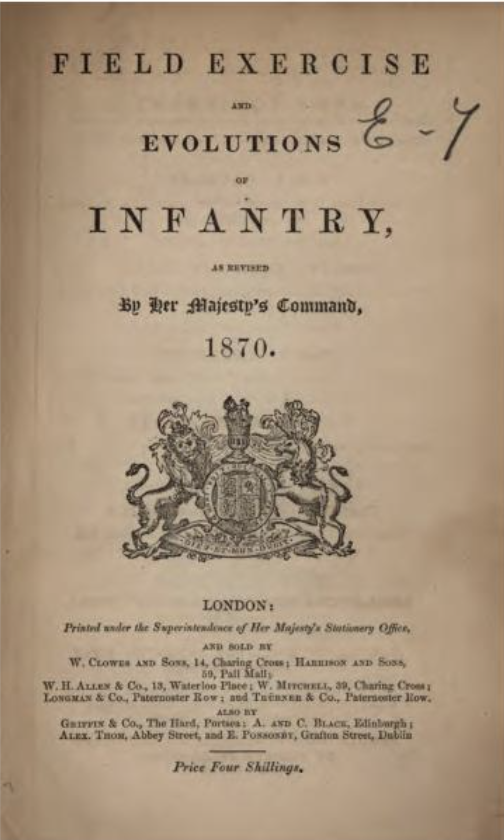 FIELD EXERCISE
AND
EVOLUTIONS
E-7
OF
INFANTRY,
AS REVISED
By Her Majesty's Command,
1870.
DIEU ET MON DROIT
LONDON:
Printed under the Superintendence of Her Majesty's Stationery Office,
AND SOLD BY
W. CLOWES AND SONS, 14, Charing Cross; HARRISON AND SONS,
59, Pall Mall;
W. H. ALLEN & Co., 13, Waterloo Place; W. MITCHELL, 39, Charing Cross;
LONGMAN & Co., Paternoster Row; and TRÜBNER & Co., Paternoster Row.
ALSO BY
GRIFFIN & Co., The Hard, Portsea; A. AND C. BLACK, Edinburgh;
ALEX. THOM, Abbey Street, and E. PONSONBY, Grafton Street, Dublin
Price Four Shillings.